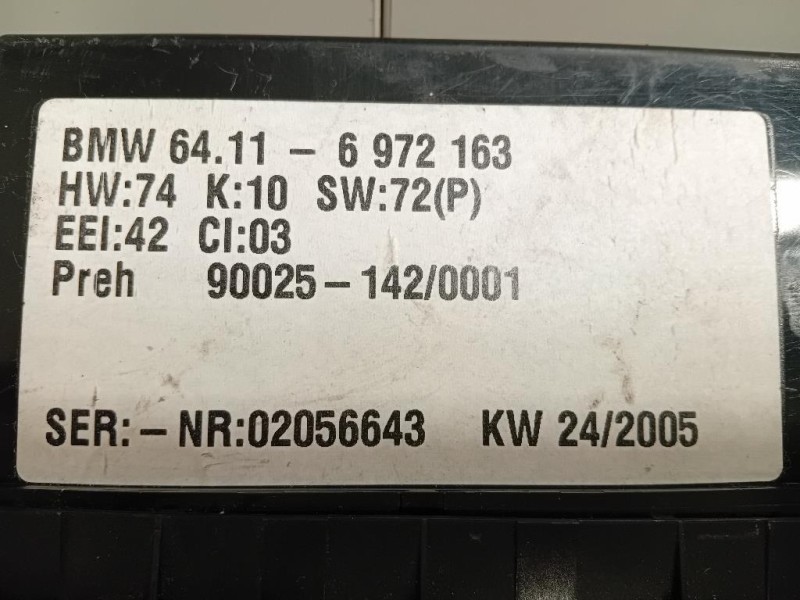 BMW 64.11 – 6 972 163
HW:74 K:10 SW:72(P)
EEI:42 CI:03
Preh 90025–142/0001
SER:–NR:02056643 KW 24/2005